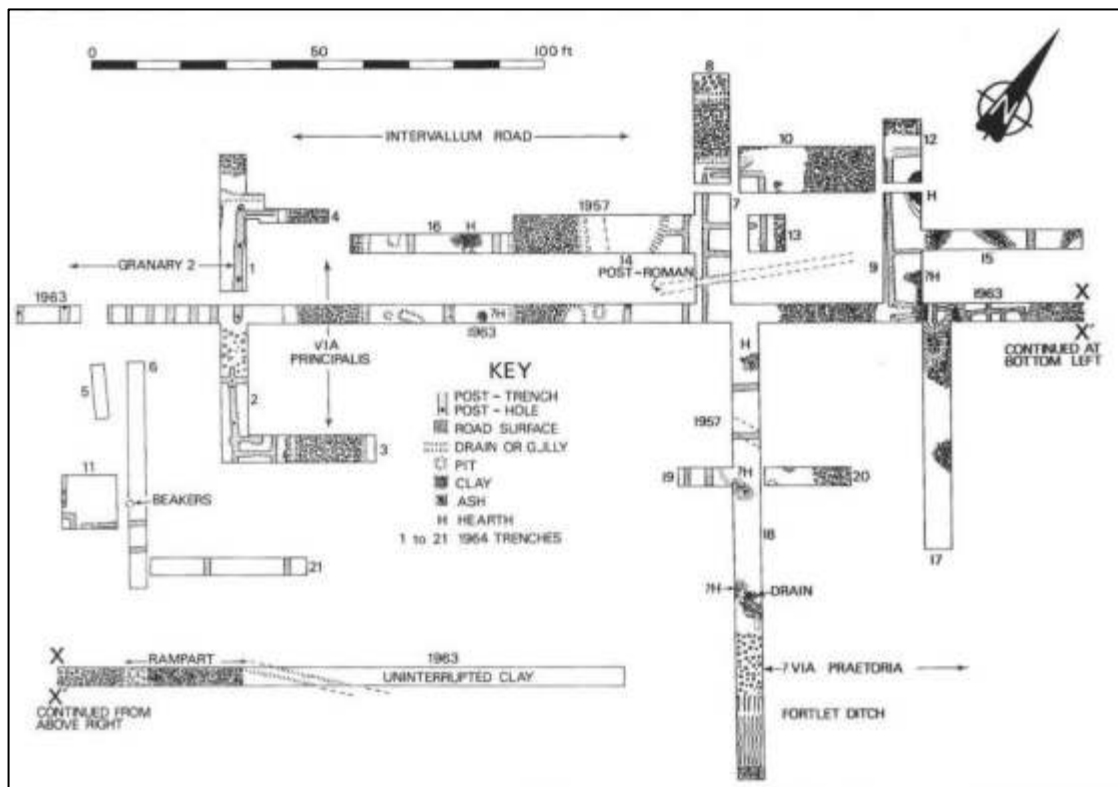 0 50 100 ft
8
N
INTERVALLUM ROAD
12
10
H
1957
7
4
16 H
13
GRANARY 2
1
14
POST-ROMAN
9
15
?H
1963
1963
X
?H
1963
X'
VIA
PRINCIPALIS
CONTINUED AT
BOTTOM LEFT
6
H
5
KEY
POST - TRENCH
POST - HOLE
ROAD SURFACE
DRAIN OR GULLY
PIT
CLAY
ASH
H HEARTH
1 to 21 1964 TRENCHES
2
1957
3
11
19
?H
20
BEAKERS
18
21
17
?H
DRAIN
X
RAMPART
1963
UNINTERRUPTED CLAY
? VIA PRAETORIA
X'
CONTINUED FROM
ABOVE RIGHT
FORTLET DITCH